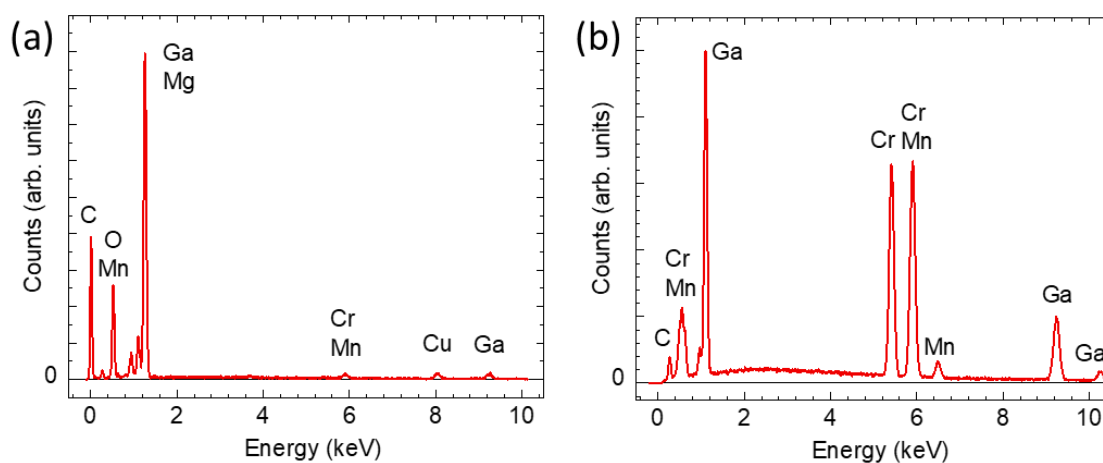 (a)
Ga
Mg
C
O
Mn
Cr
Mn
Cu
Ga
Counts (arb. units)
0
0 2 4 6 8 10
Energy (keV)
(b)
Ga
Cr
Cr
Mn
Cr
Mn
C
Mn
Ga
Ga
Counts (arb. units)
0
0 2 4 6 8 10
Energy (keV)